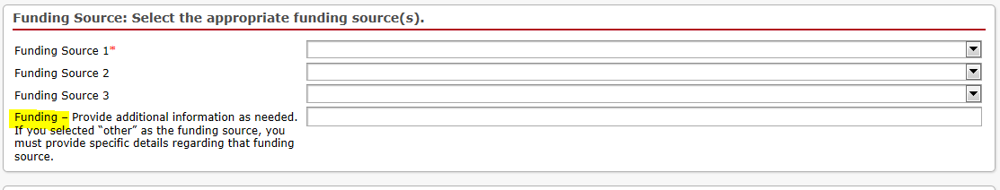 Funding Source: Select the appropriate funding source(s).
Funding Source 1*
Funding Source 2
Funding Source 3
Funding – Provide additional information as needed.
If you selected “other” as the funding source, you
must provide specific details regarding that funding
source.